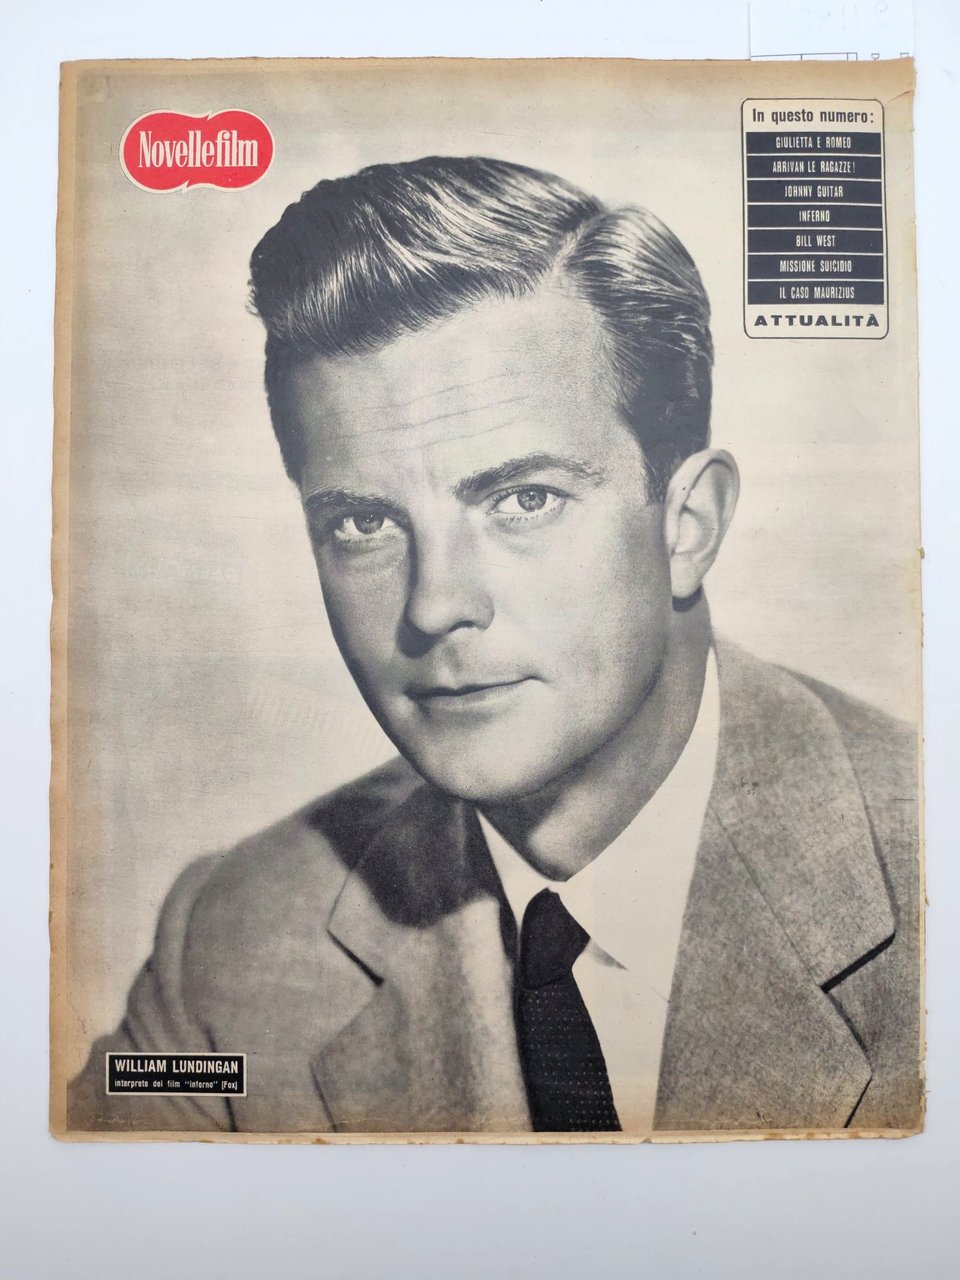 Novellefilm
In questo numero:
GIULIETTA E ROMEO
ARRIVAN LE RAGAZZE!
JOHNNY GUITAR
INFERNO
BILL WEST
MISSIONE SUICIDIO
IL CASO MAURIZIUS
ATTUALITÀ
WILLIAM LUNDINGAN
interprete del film "inferno" (Fox)